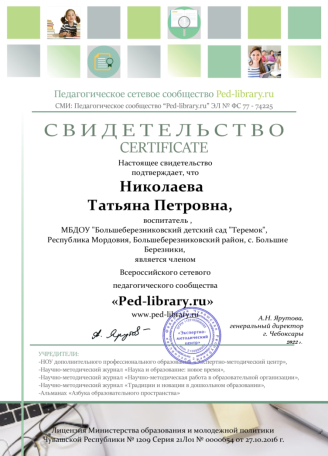 Педагогическое сетевое сообщество Ped-library.ru
СМИ: Педагогическое сообщество "Ped-library.ru" ЭЛ № ФС 77 - 74225
СВИДЕТЕЛЬСТВО
CERTIFICATE
Настоящее свидетельство
подтверждает, что
Николаева
Татьяна Петровна,
воспитатель ,
МБДОУ "Большеберезниковский детский сад "Теремок",
Республика Мордовия, Большеберезниковский район, с. Большие
Березники,
является членом
Всероссийского сетевого
педагогического сообщества
«Ped-library.ru»
www.ped-library.ru
А.Н. Ярутова,
генеральный директор
г. Чебоксары
2022 г.
«Экспертно-
методический
центр»
УЧРЕДИТЕЛИ:
-НОУ дополнительного профессионального образования «Экспертно-методический центр»,
-Научно-методический журнал «Наука и образование: новое время»,
-Научно-методический журнал «Научно-методическая работа в образовательной организации»,
-Научно-методический журнал «Традиции и новации в дошкольном образовании»,
-Альманах «Азбука образовательного пространства»
Лицензия Министерства образования и молодежной политики
Чувашской Республики № 1209 Серия 21Л01 № 0000654 от 27.10.2016 г.